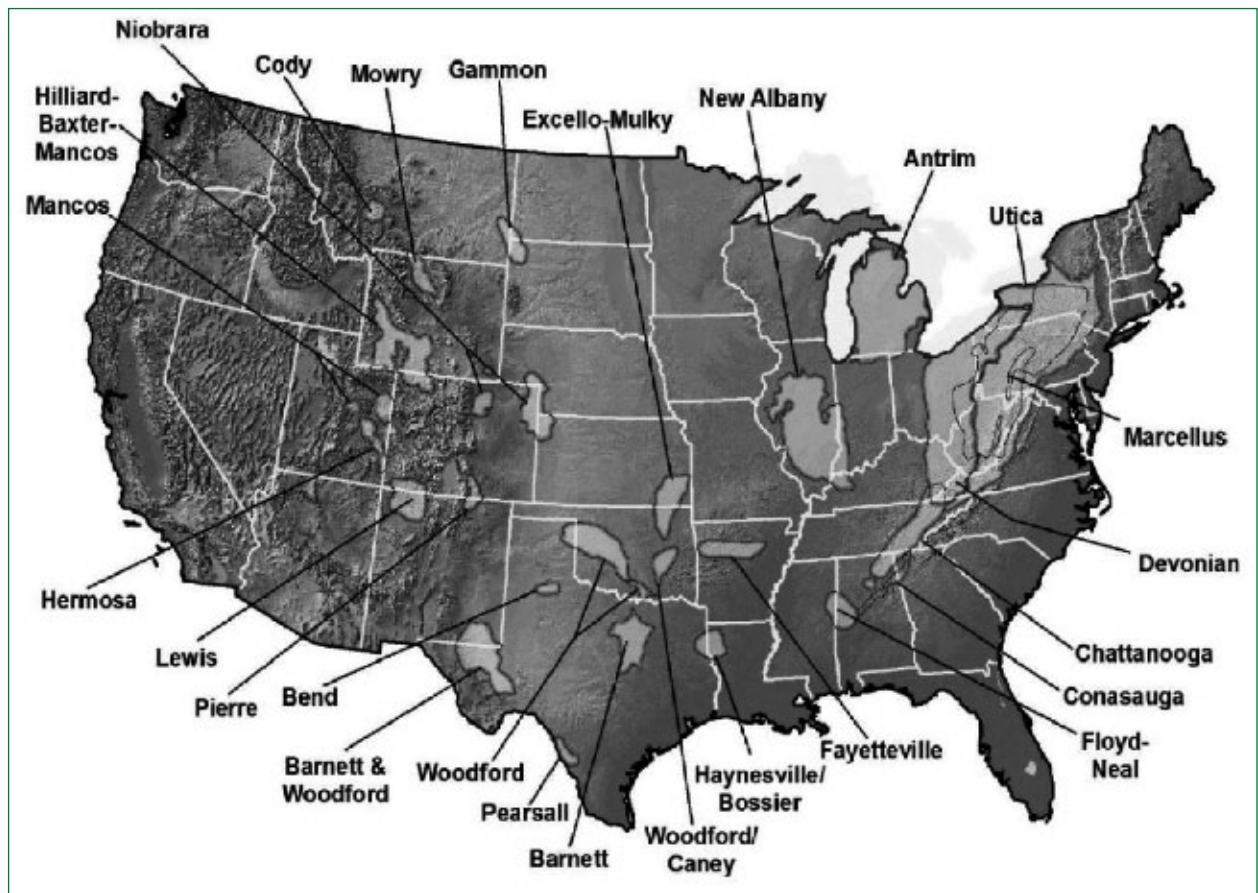 Niobrara
Cody
Mowry
Gammon
Hilliard-
Baxter-
Mancos
Excello-Mulky
New Albany
Antrim
Mancos
Utica
Marcellus
Devonian
Hermosa
Lewis
Pierre
Bend
Chattanooga
Conasauga
Barnett &
Woodford
Woodford
Pearsall
Barnett
Woodford/
Caney
Haynesville/
Bossier
Fayetteville
Floyd-
Neal